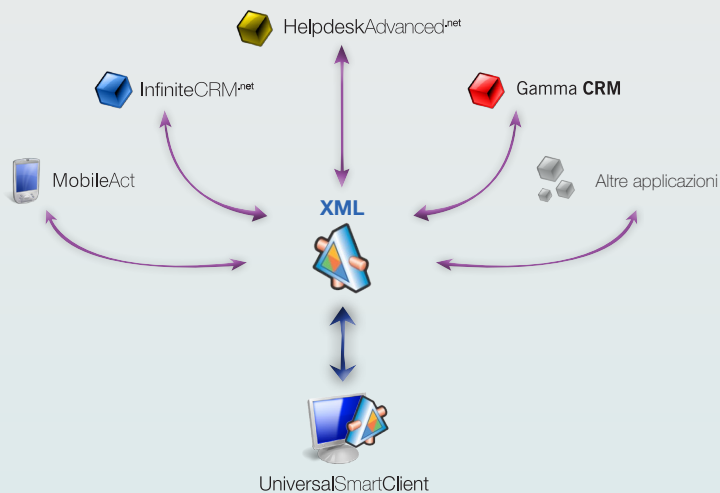 HelpdeskAdvanced.net
InfiniteCRM.net
Gamma CRM
MobileAct
Altre applicazioni
XML
UniversalSmartClient